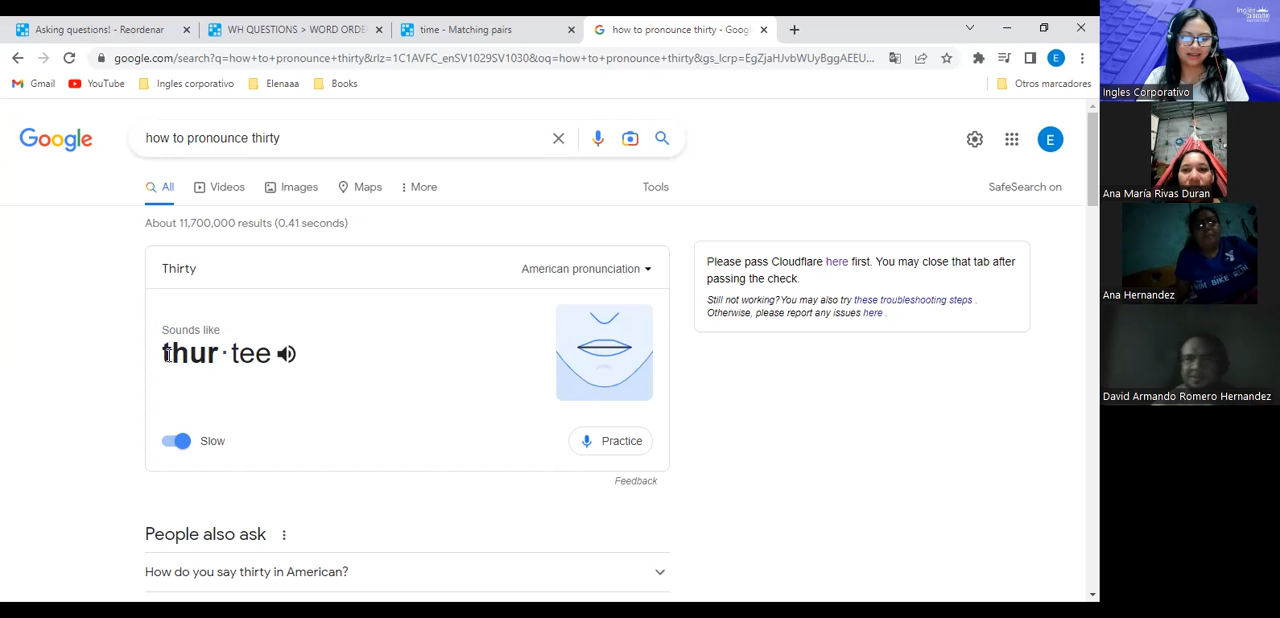 Asking questions! - Reordenar
WH QUESTIONS > WORD ORDE
time - Matching pairs
how to pronounce thirty - Goog
google.com/search?q=how+to+pronounce+thirty&rlz=1C1AVFC_enSV1029SV1030&oq=how+to+pronounce+thirty&gs_lcrp=EgZjaHJvbWUyBggAEEU...
E
Gmail
YouTube
Ingles corporativo
Elenaaa
Books
Otros marcadores
Google
how to pronounce thirty
E
All
Videos
Images
Maps
More
Tools
SafeSearch on
About 11,700,000 results (0.41 seconds)
Thirty
American pronunciation
Sounds like
thur · tee
Slow
Practice
Feedback
People also ask
How do you say thirty in American?
Please pass Cloudflare here first. You may close that tab after
passing the check.
Still not working? You may also try these troubleshooting steps .
Otherwise, please report any issues here .
Ingles Corporativo
Ana María Rivas Duran
Ana Hernandez
David Armando Romero Hernandez